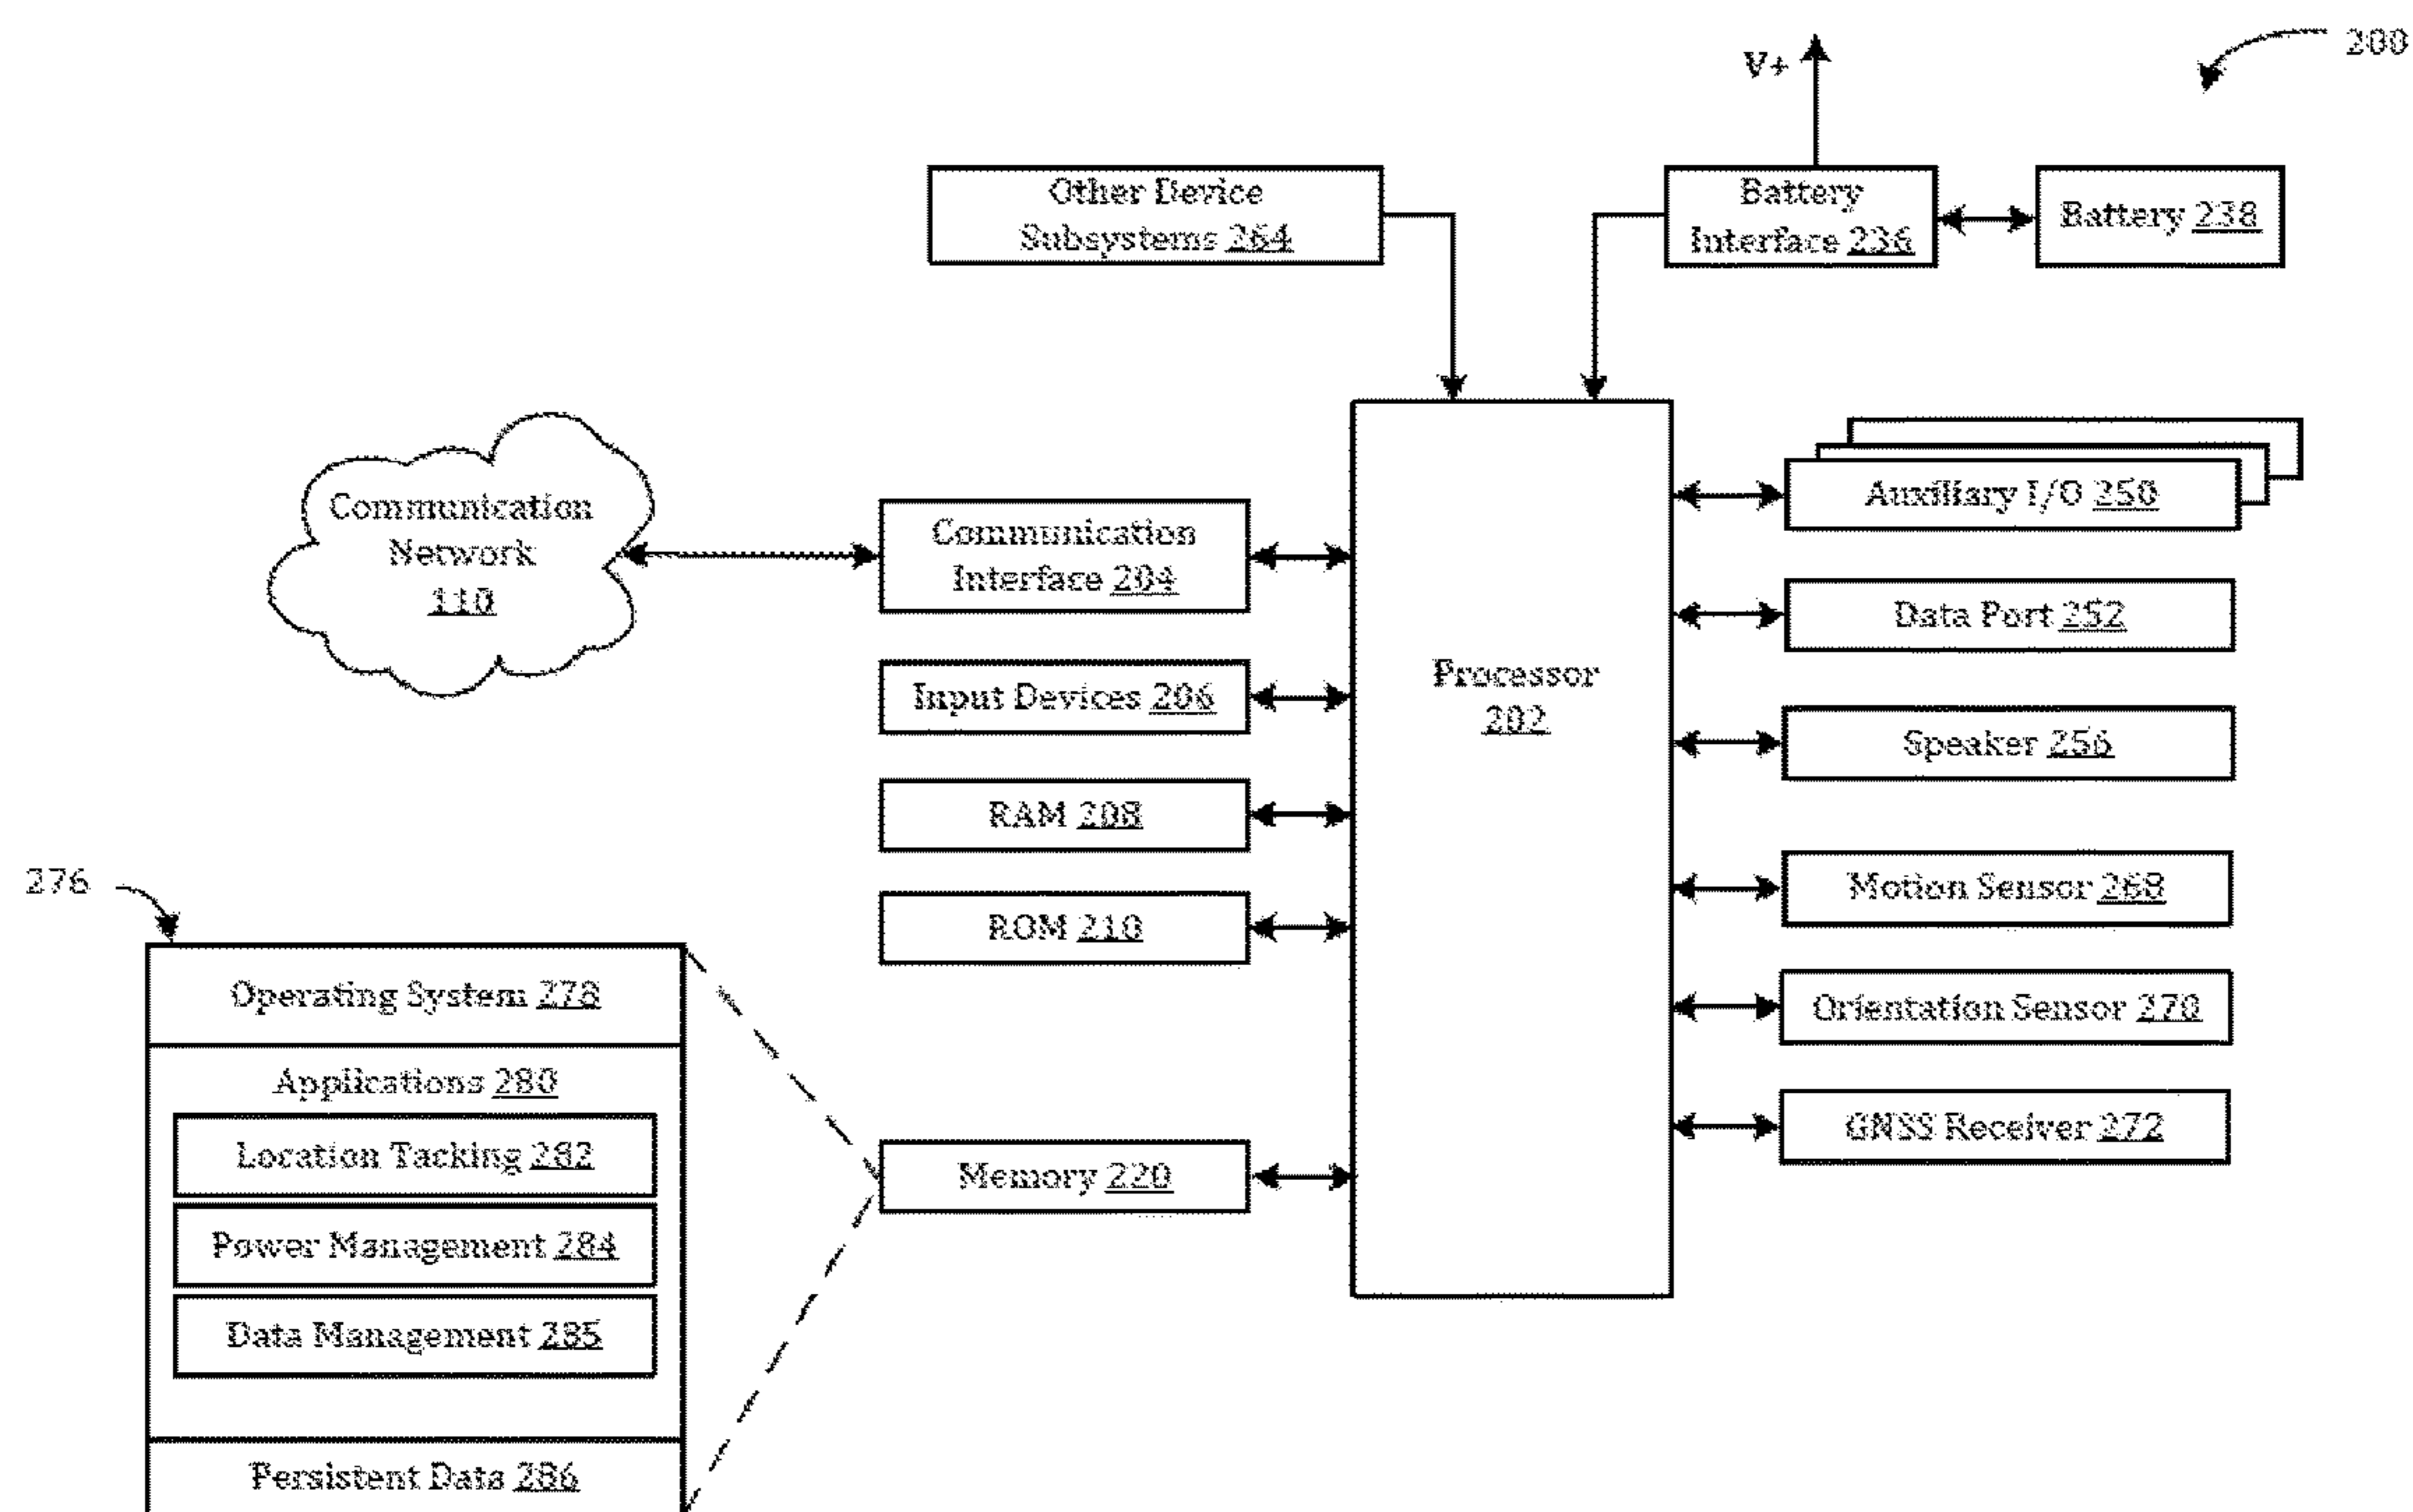 200
V+
Other Device
Subsystems 264
Battery
Interface 236
Battery 238
Communication
Network
110
Communication
Interface 204
Input Devices 206
RAM 208
ROM 210
Memory 220
Processor
202
Auxiliary I/O 250
Data Port 252
Speaker 256
Motion Sensor 268
Orientation Sensor 270
GNSS Receiver 272
276
Operating System 278
Applications 280
Location Tacking 282
Power Management 284
Data Management 285
Persistent Data 286